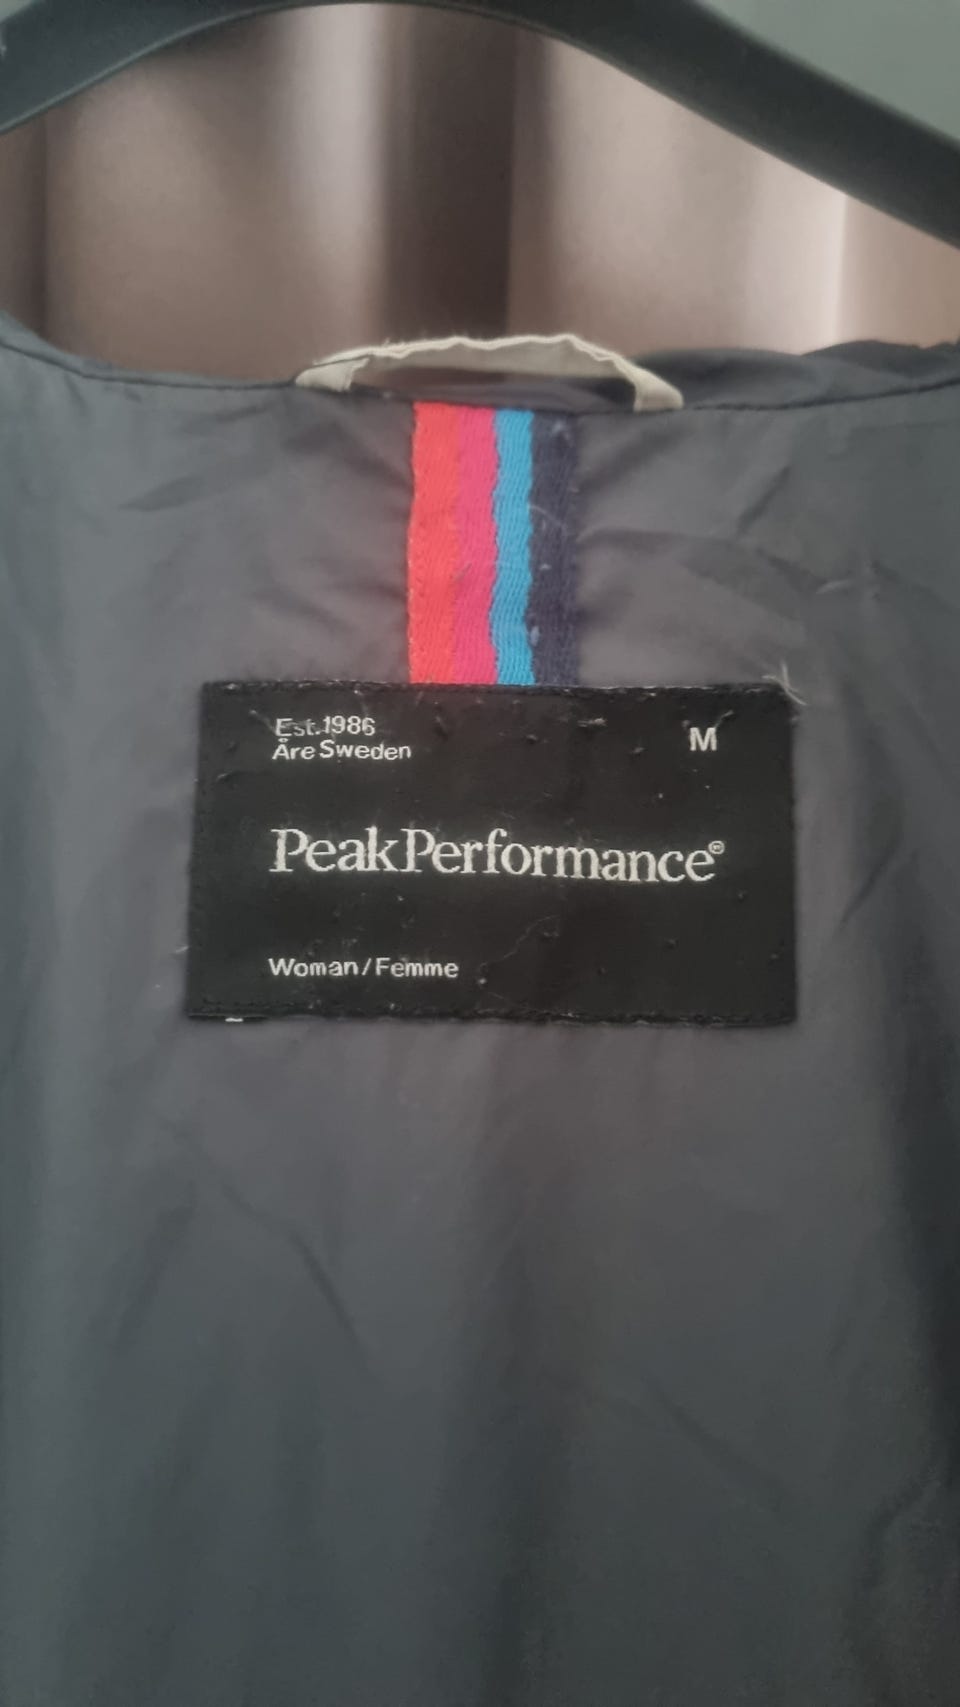 Est.1986
Åre Sweden
M
PeakPerformance®
Woman/Femme